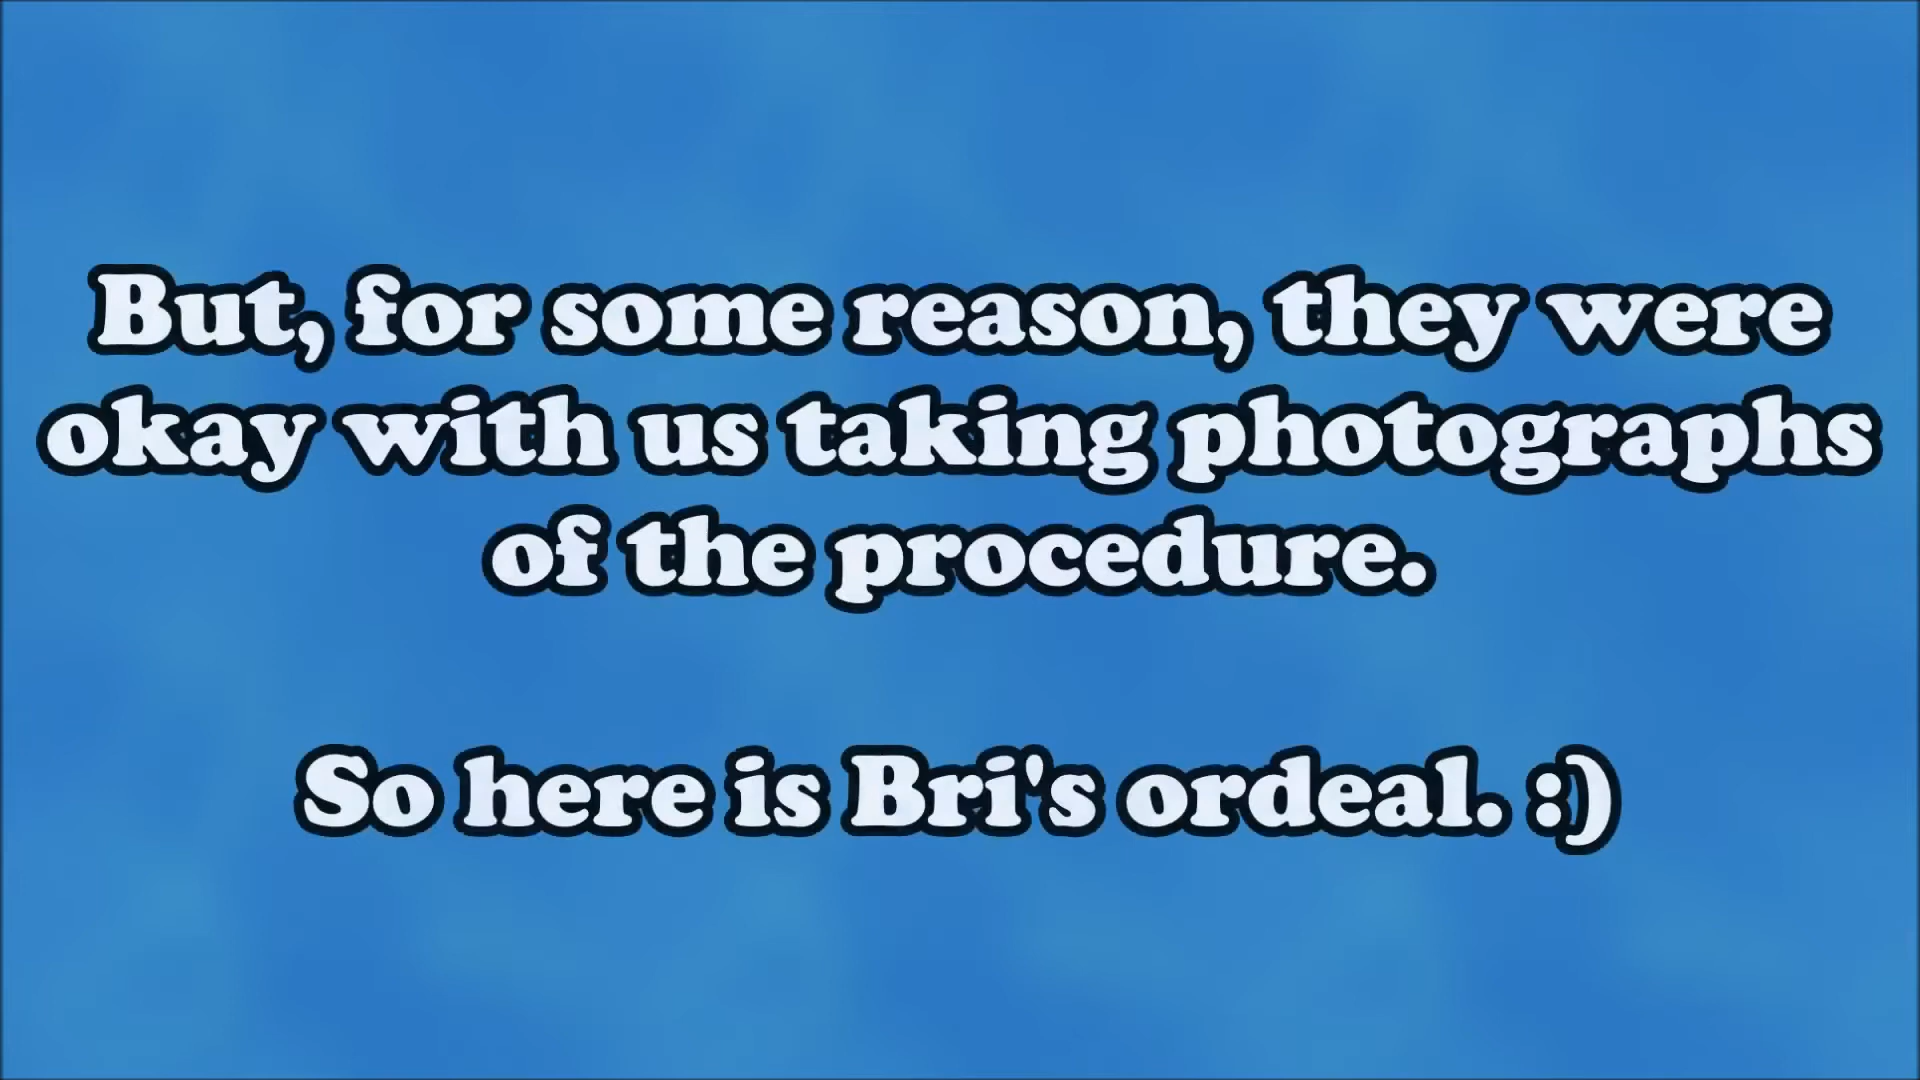 But, for some reason, they were
okay with us taking photographs
of the procedure.
So here is Bri's ordeal. :)